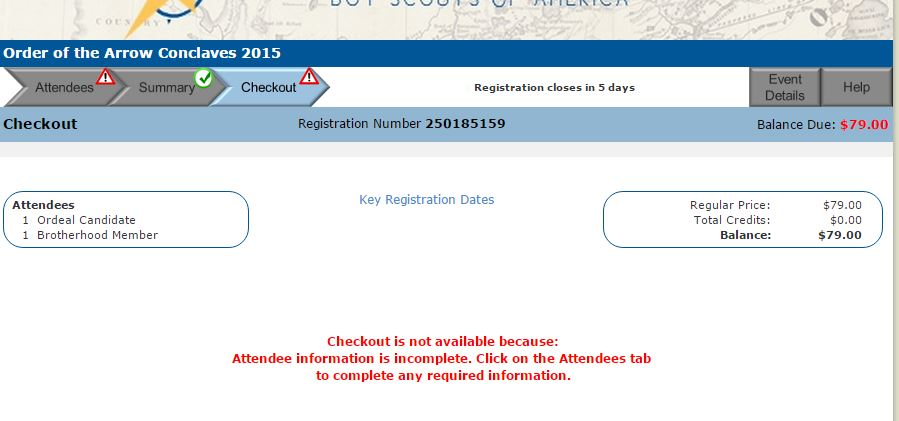 BOY SCOUTS OF AMERICA
COUNTRY
Order of the Arrow Conclaves 2015
Attendees
Summary
Checkout
Registration closes in 5 days
Event
Details
Help
Checkout
Registration Number 250185159
Balance Due: $79.00
Attendees
1 Ordeal Candidate
1 Brotherhood Member
Key Registration Dates
Regular Price: $79.00
Total Credits: $0.00
Balance: $79.00
Checkout is not available because:
Attendee information is incomplete. Click on the Attendees tab
to complete any required information.